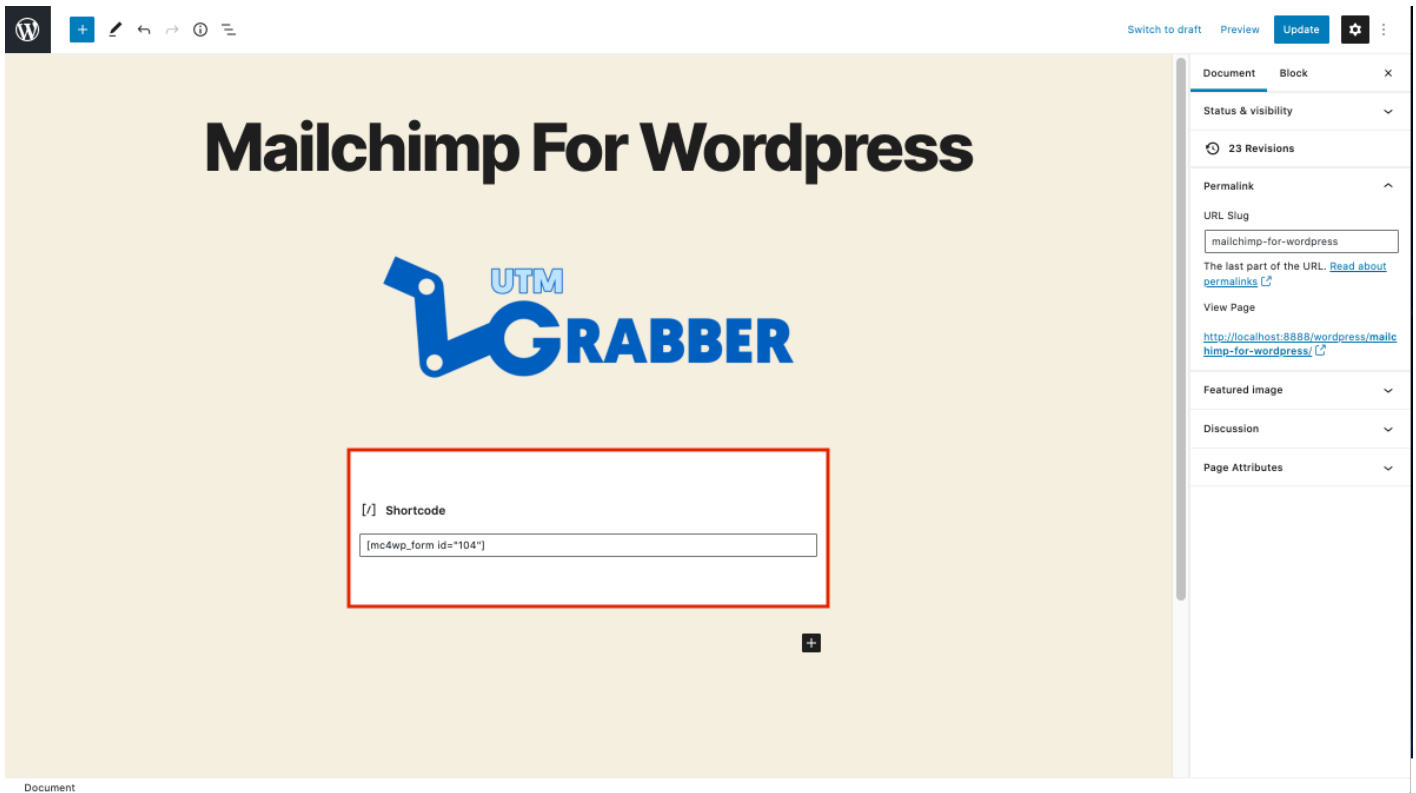 Switch to draft Preview Update
Document Block
Status & visibility
Mailchimp For Wordpress
23 Revisions
Permalink
URL Slug
mailchimp-for-wordpress
The last part of the URL. Read about
permalinks
View Page
http://localhost:8888/wordpress/mailc
himp-for-wordpress/
UTM
GRABBER
Featured image
Discussion
Page Attributes
[/] Shortcode
[mc4wp_form id="104"]
Document